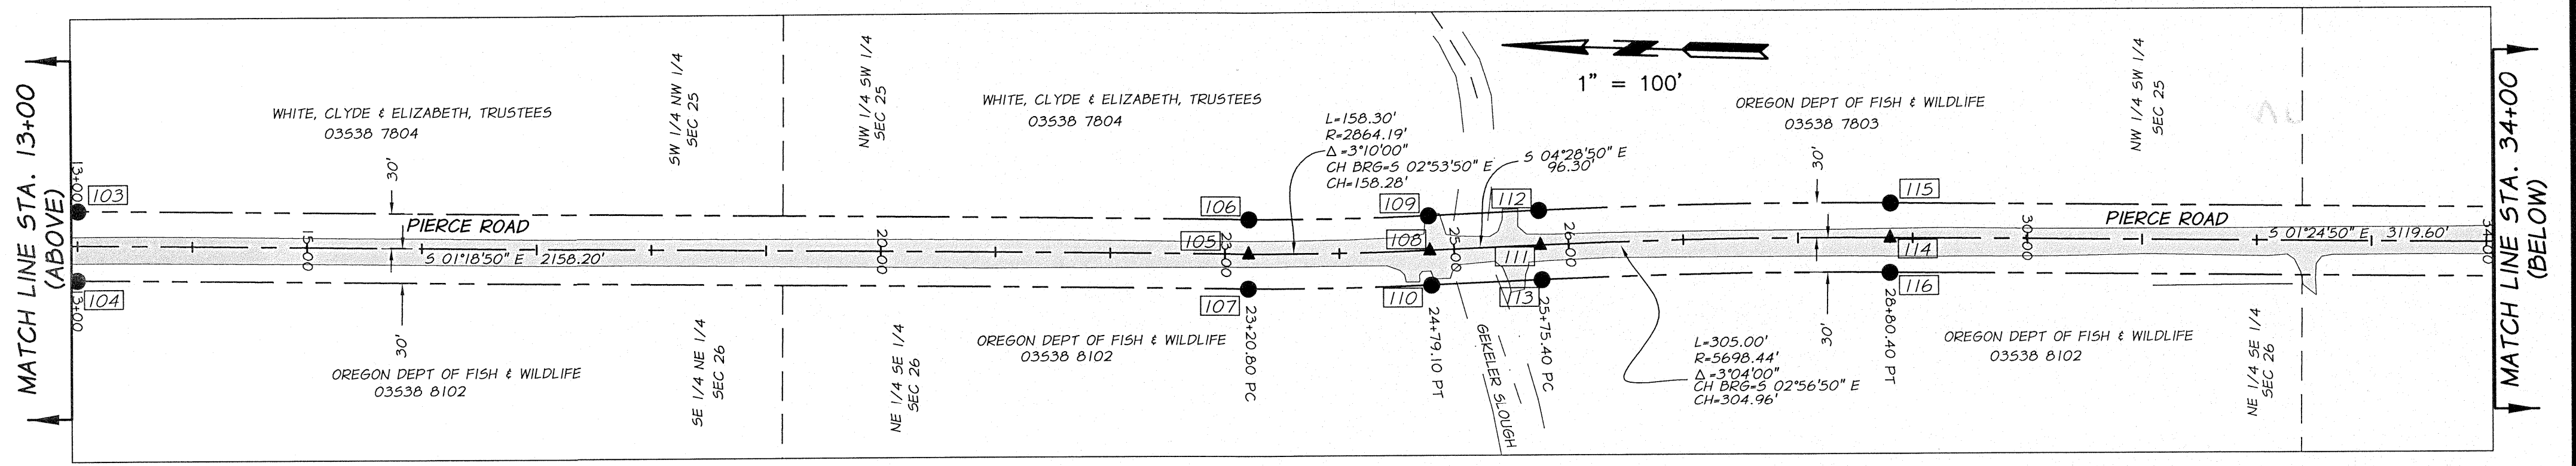 MATCH LINE STA. 13+00
(ABOVE)
WHITE, CLYDE & ELIZABETH, TRUSTEES
03538 7804
SW 1/4 NW 1/4
SEC 25
NW 1/4 SW 1/4
SEC 25
WHITE, CLYDE & ELIZABETH, TRUSTEES
03538 7804
L=158.30'
R=2864.19'
Δ=3°10'00"
CH BRG=S 02°53'50" E
CH=158.28'
S 04°28'50" E
96.30'
1" = 100'
OREGON DEPT OF FISH & WILDLIFE
03538 7803
NW 1/4 SW 1/4
SEC 25
13+00
103
30'
PIERCE ROAD
15+00
S 01°18'50" E 2158.20'
20+00
106
105
23+00
109
108
25+00
112
111
26+00
30'
115
114
30+00
PIERCE ROAD
S 01°24'50" E 3119.60'
34+00
104
13+00
30'
107
23+20.80 PC
110
24+79.10 PT
113
25+75.40 PC
116
28+80.40 PT
30'
OREGON DEPT OF FISH & WILDLIFE
03538 8102
SE 1/4 NE 1/4
SEC 26
NE 1/4 SE 1/4
SEC 26
OREGON DEPT OF FISH & WILDLIFE
03538 8102
GEKELER SLOUGH
L=305.00'
R=5698.44'
Δ=3°04'00"
CH BRG=S 02°56'50" E
CH=304.96'
OREGON DEPT OF FISH & WILDLIFE
03538 8102
NE 1/4 SE 1/4
SEC 26
MATCH LINE STA. 34+00
(BELOW)